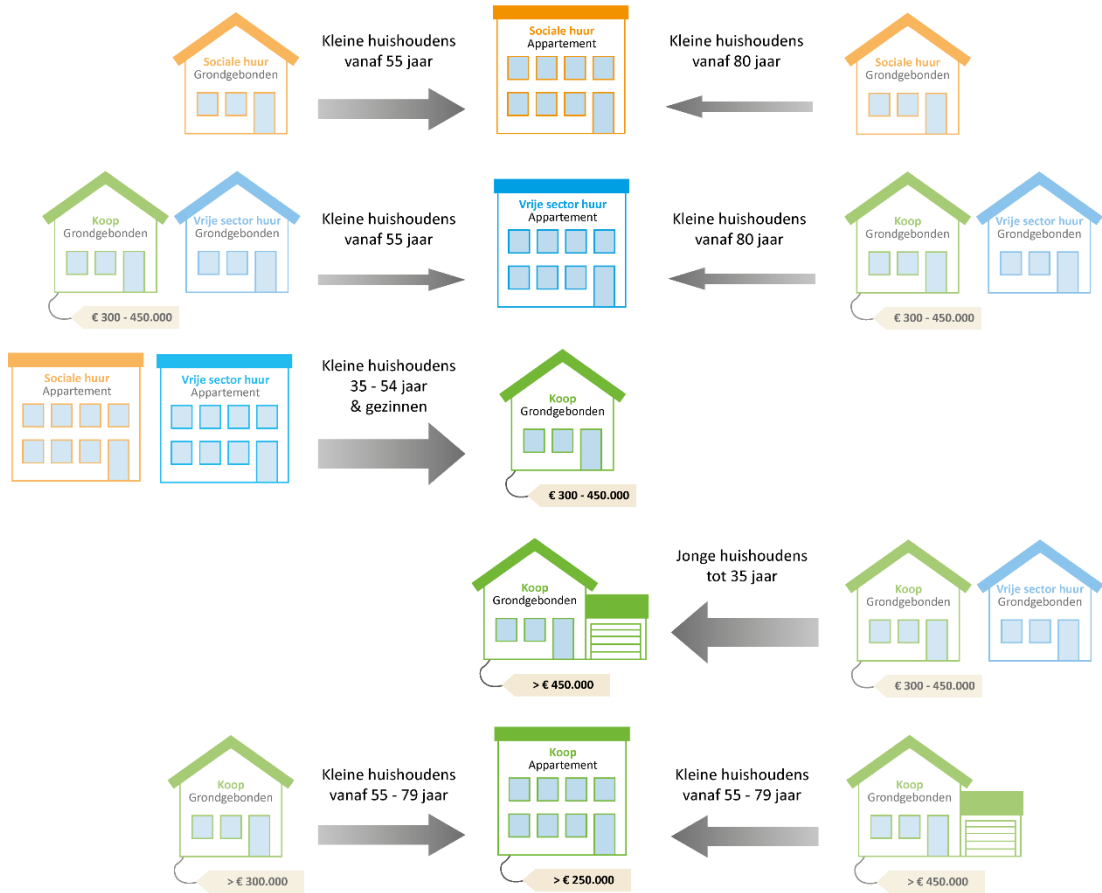 Sociale huur
Grondgebonden
Kleine huishoudens
vanaf 55 jaar
Sociale huur
Appartement
Kleine huishoudens
vanaf 80 jaar
Sociale huur
Grondgebonden
Koop
Grondgebonden
€ 300 - 450.000
Vrije sector huur
Grondgebonden
Kleine huishoudens
vanaf 55 jaar
Vrije sector huur
Appartement
Kleine huishoudens
vanaf 80 jaar
Koop
Grondgebonden
€ 300 - 450.000
Vrije sector huur
Grondgebonden
Sociale huur
Appartement
Vrije sector huur
Appartement
Kleine huishoudens
35 - 54 jaar
& gezinnen
Koop
Grondgebonden
€ 300 - 450.000
Koop
Grondgebonden
> € 450.000
Jonge huishoudens
tot 35 jaar
Koop
Grondgebonden
€ 300 - 450.000
Vrije sector huur
Grondgebonden
Koop
Grondgebonden
> € 300.000
Kleine huishoudens
vanaf 55 - 79 jaar
Koop
Appartement
> € 250.000
Kleine huishoudens
vanaf 55 - 79 jaar
Koop
Grondgebonden
> € 450.000